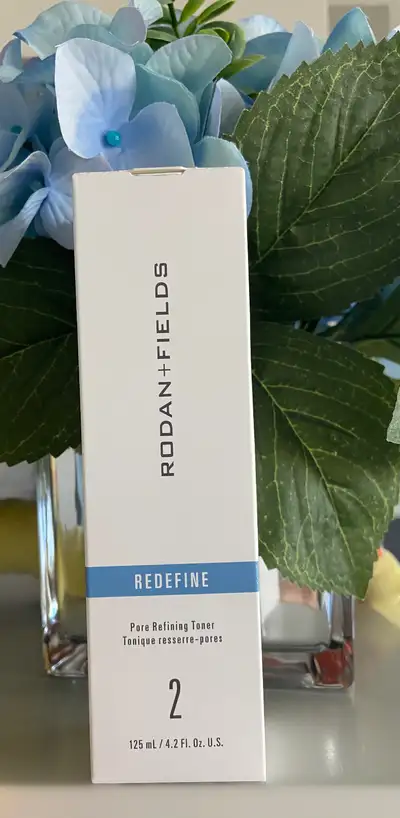 RODAN+FIELDS
REDEFINE
Pore Refining Toner
Tonique resserre-pores
2
125 mL / 4.2 Fl. Oz. U.S.